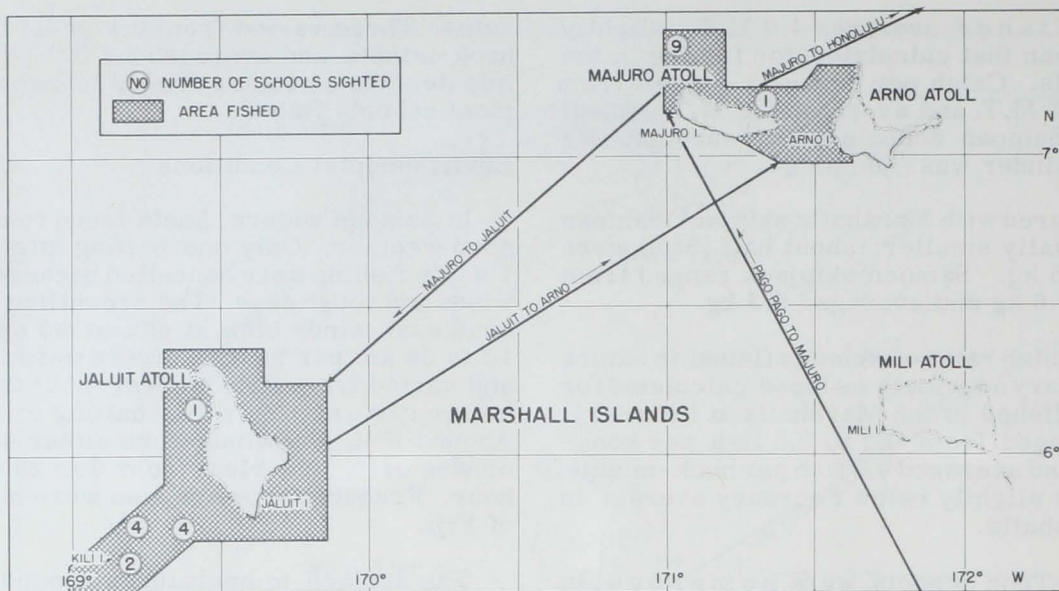 MAJURO TO HONOLULU
9
NO NUMBER OF SCHOOLS SIGHTED
AREA FISHED
MAJURO ATOLL
1
ARNO ATOLL
N
MAJURO I.
ARNO I.
7°
MAJURO TO JALUIT
JALUIT TO ARNO
PAGO PAGO TO MAJURO
JALUIT ATOLL
MILI ATOLL
1
MARSHALL ISLANDS
MILI I.
6°
JALUIT I
4
4
KILI I.
2
169°
170°
171°
172°
W